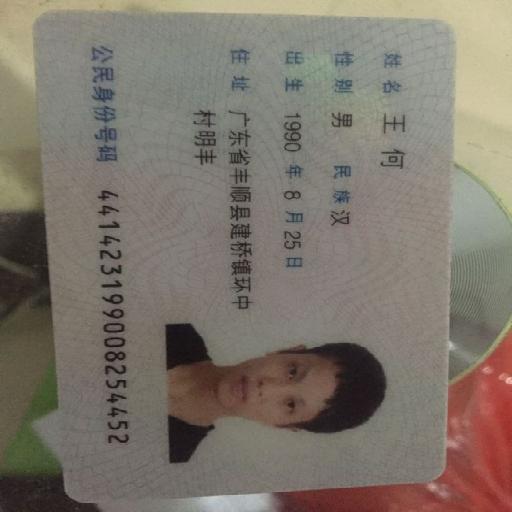 姓名 王何
性别 男 民族 汉
出生 1990 年 8 月 25 日
住址 广东省丰顺县建桥镇环中
村明丰
公民身份号码 441423199008254452